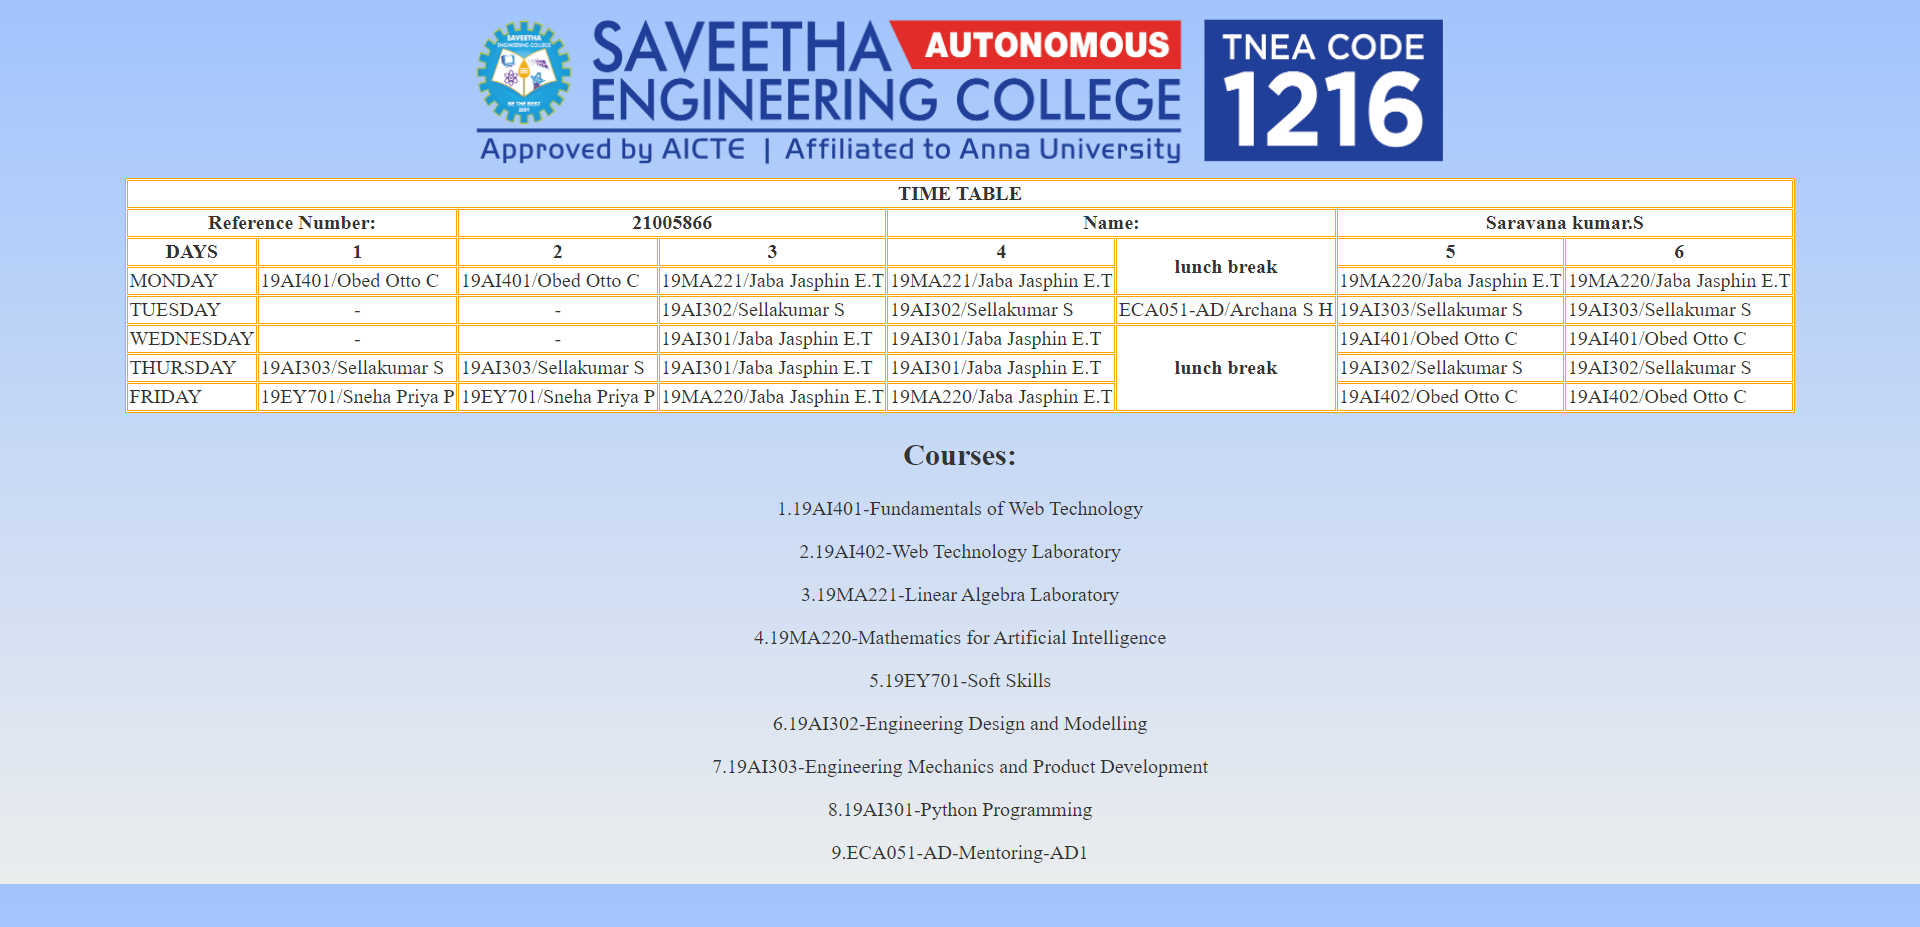 SAVEETHA AUTONOMOUS
ENGINEERING COLLEGE
Approved by AICTE | Affiliated to Anna University
SAVEETHA
ENGINEERING COLLEGE
BE THE BEST
2001
TNEA CODE
1216
TIME TABLE
Reference Number: 21005866 Name: Saravana kumar.S
DAYS 1 2 3 4 lunch break 5 6
MONDAY 19AI401/Obed Otto C 19AI401/Obed Otto C 19MA221/Jaba Jasphin E.T 19MA221/Jaba Jasphin E.T 19MA220/Jaba Jasphin E.T 19MA220/Jaba Jasphin E.T
TUESDAY - - 19AI302/Sellakumar S 19AI302/Sellakumar S ECA051-AD/Archana S H 19AI303/Sellakumar S 19AI303/Sellakumar S
WEDNESDAY - - 19AI301/Jaba Jasphin E.T 19AI301/Jaba Jasphin E.T lunch break 19AI401/Obed Otto C 19AI401/Obed Otto C
THURSDAY 19AI303/Sellakumar S 19AI303/Sellakumar S 19AI301/Jaba Jasphin E.T 19AI301/Jaba Jasphin E.T 19AI302/Sellakumar S 19AI302/Sellakumar S
FRIDAY 19EY701/Sneha Priya P 19EY701/Sneha Priya P 19MA220/Jaba Jasphin E.T 19MA220/Jaba Jasphin E.T 19AI402/Obed Otto C 19AI402/Obed Otto C
Courses:
1.19AI401-Fundamentals of Web Technology
2.19AI402-Web Technology Laboratory
3.19MA221-Linear Algebra Laboratory
4.19MA220-Mathematics for Artificial Intelligence
5.19EY701-Soft Skills
6.19AI302-Engineering Design and Modelling
7.19AI303-Engineering Mechanics and Product Development
8.19AI301-Python Programming
9.ECA051-AD-Mentoring-AD1